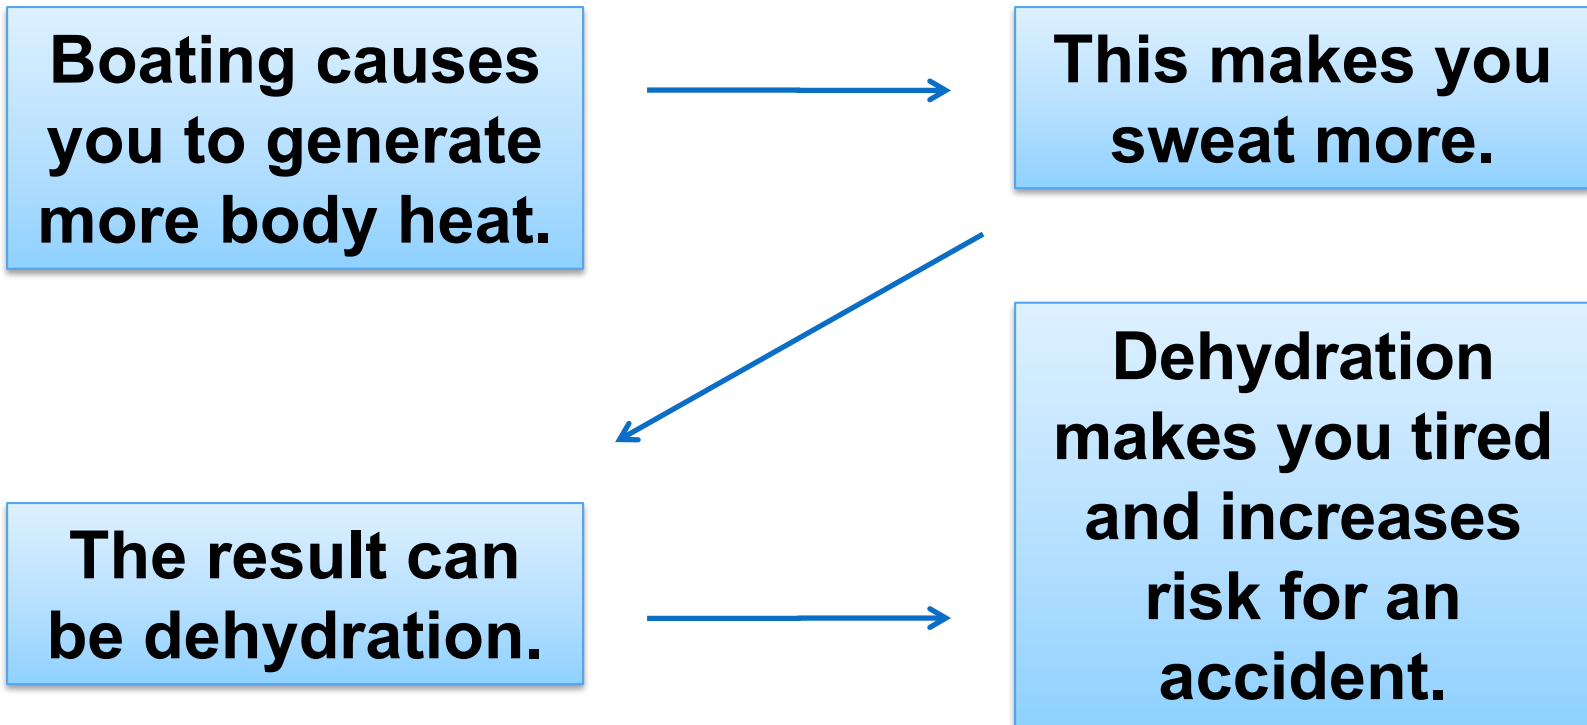 Boating causes
you to generate
more body heat.
This makes you
sweat more.
The result can
be dehydration.
Dehydration
makes you tired
and increases
risk for an
accident.